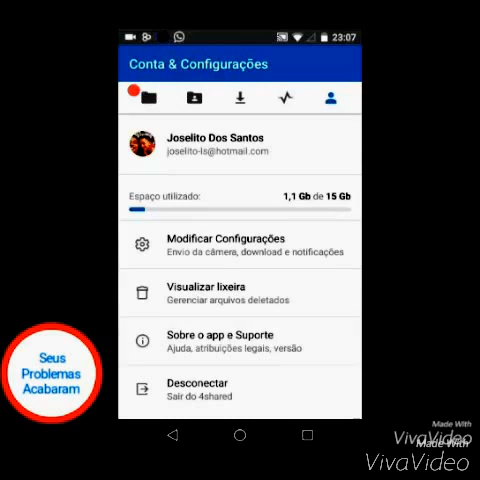 23:07
Conta & Configurações
Joselito Dos Santos
joselito-ls@hotmail.com
Espaço utilizado: 1,1 Gb de 15 Gb
Modificar Configurações
Envio da câmera, download e notificações
Visualizar lixeira
Gerenciar arquivos deletados
Sobre o app e Suporte
Ajuda, atribuições legais, versão
Desconectar
Sair do 4shared
Seus
Problemas
Acabaram
Made With
VivaVideo
Made With
VivaVideo